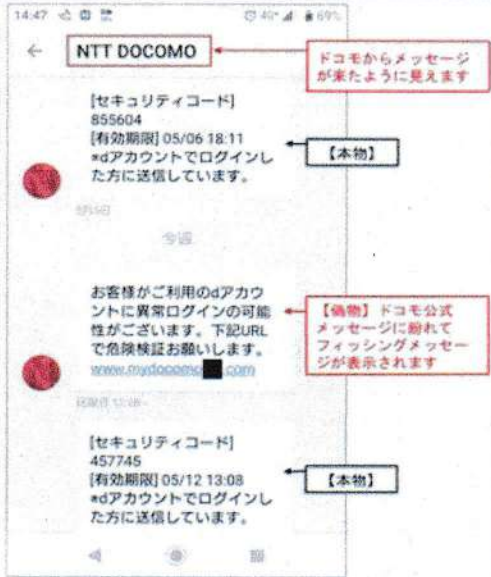 14:47
4G+
69%
NTT DOCOMO
ドコモからメッセージ
が来たように見えます
[セキュリティコード]
855604
[有効期限] 05/06 18:11
※dアカウントでログインし
た方に送信しています。
【本物】
今週
お客様がご利用のdアカウ
ントに異常ログインの可能
性がございます。下記URL
で危険検証お願いします。
www.mydocomo■.com
【偽物】ドコモ公式
メッセージに紛れて
フィッシングメッセー
ジが表示されます
[セキュリティコード]
457745
[有効期限] 05/12 13:08
※dアカウントでログインし
た方に送信しています。
【本物】